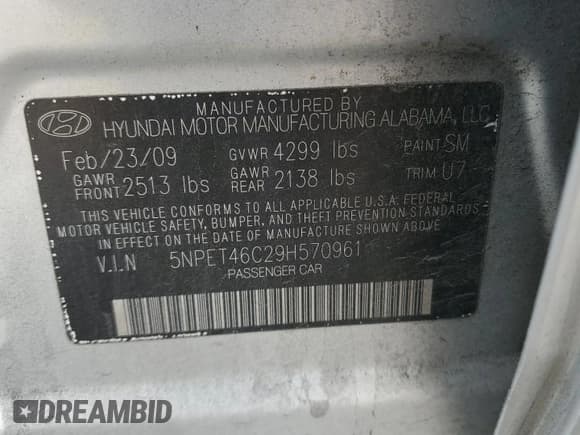 MANUFACTURED BY
HYUNDAI MOTOR MANUFACTURING ALABAMA, LLC
Feb/23/09 GVWR 4299 lbs PAINT SM
GAWR FRONT 2513 lbs GAWR REAR 2138 lbs TRIM U7
THIS VEHICLE CONFORMS TO ALL APPLICABLE U.S.A. FEDERAL
MOTOR VEHICLE SAFETY, BUMPER, AND THEFT PREVENTION
STANDARDS IN EFFECT ON THE DATE OF MANUFACTURE SHOWN ABOVE.
V.I.N 5NPET46C29H570961
PASSENGER CAR
DREAMBID